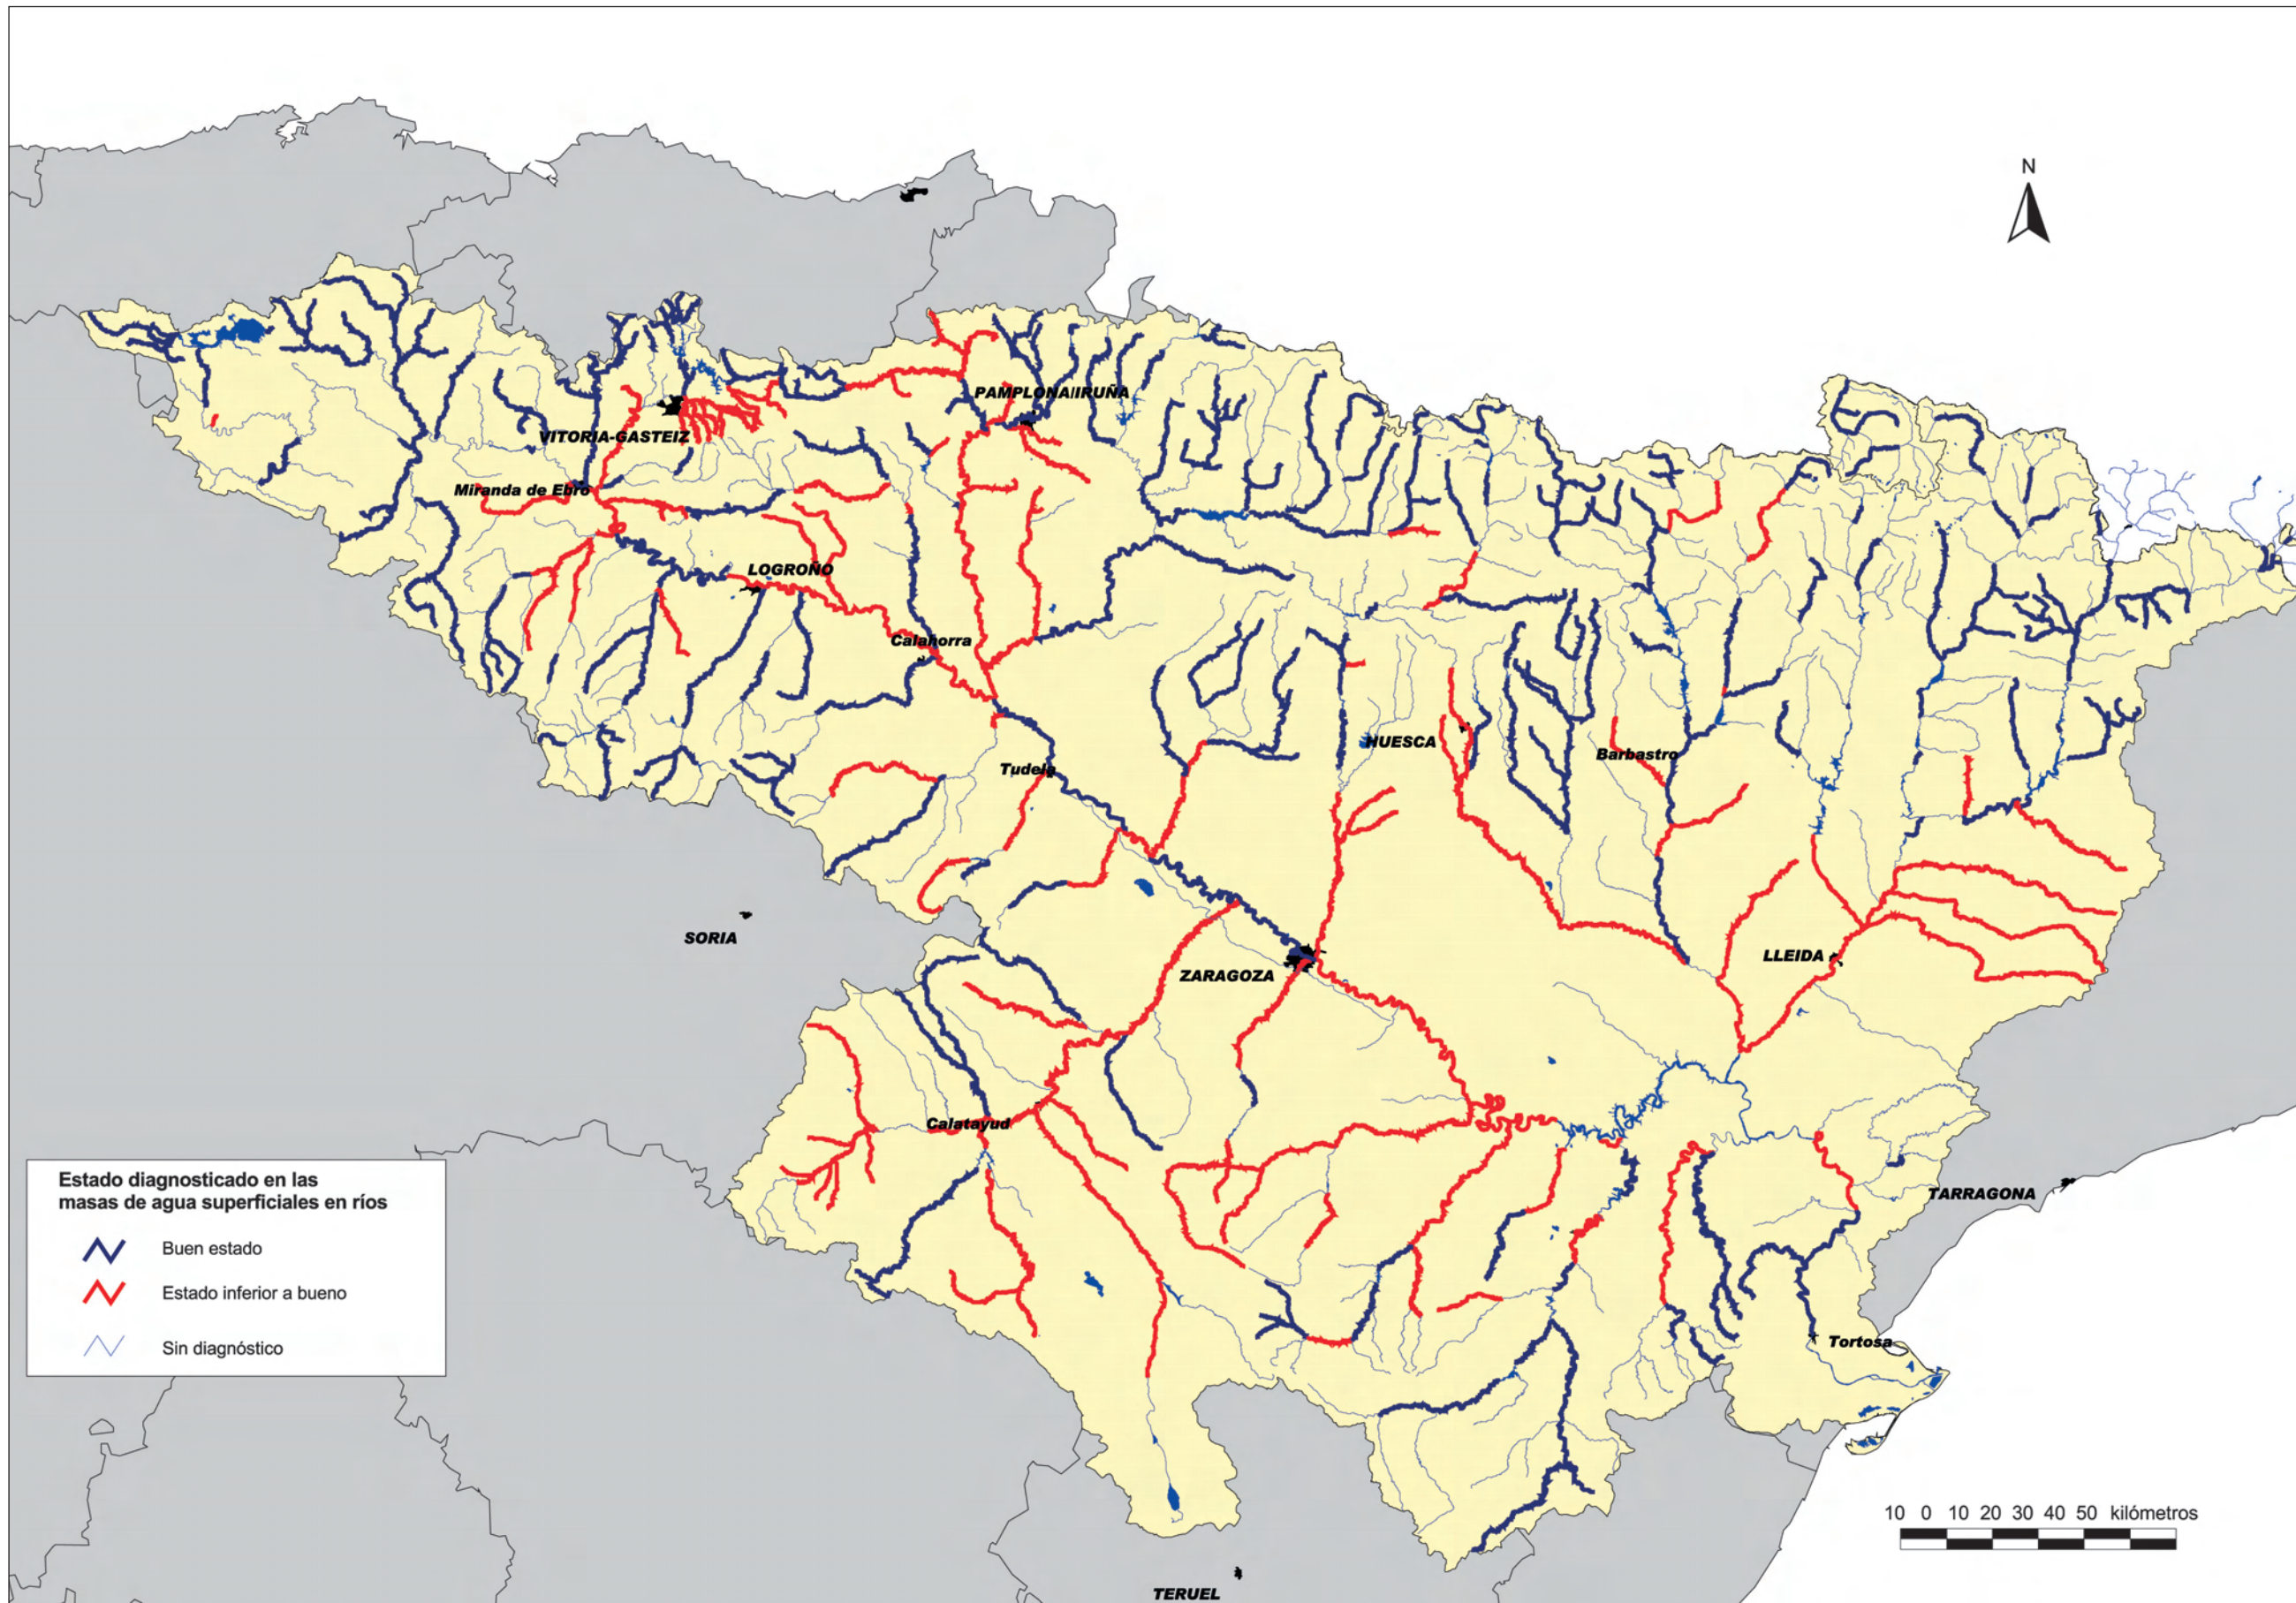 N
PAMPLONA/IRUÑA
VITORIA-GASTEIZ
Miranda de Ebro
LOGROÑO
Calahorra
HUESCA
Barbastro
Tudela
SORIA
LLEIDA
ZARAGOZA
Calatayud
TARRAGONA
Tortosa
TERUEL
Estado diagnosticado en las
masas de agua superficiales en ríos
Buen estado
Estado inferior a bueno
Sin diagnóstico
10 0 10 20 30 40 50 kilómetros